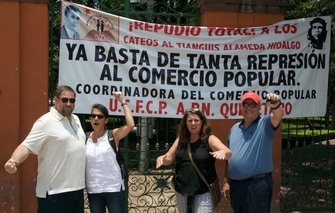 ¡REPUDIO TOTAL! A LOS
CATEOS AL TIANGUIS ALAMEDA HIDALGO
YA BASTA DE TANTA REPRESIÓN
AL COMERCIO POPULAR.
COORDINADORA DEL COMERCIO POPULAR